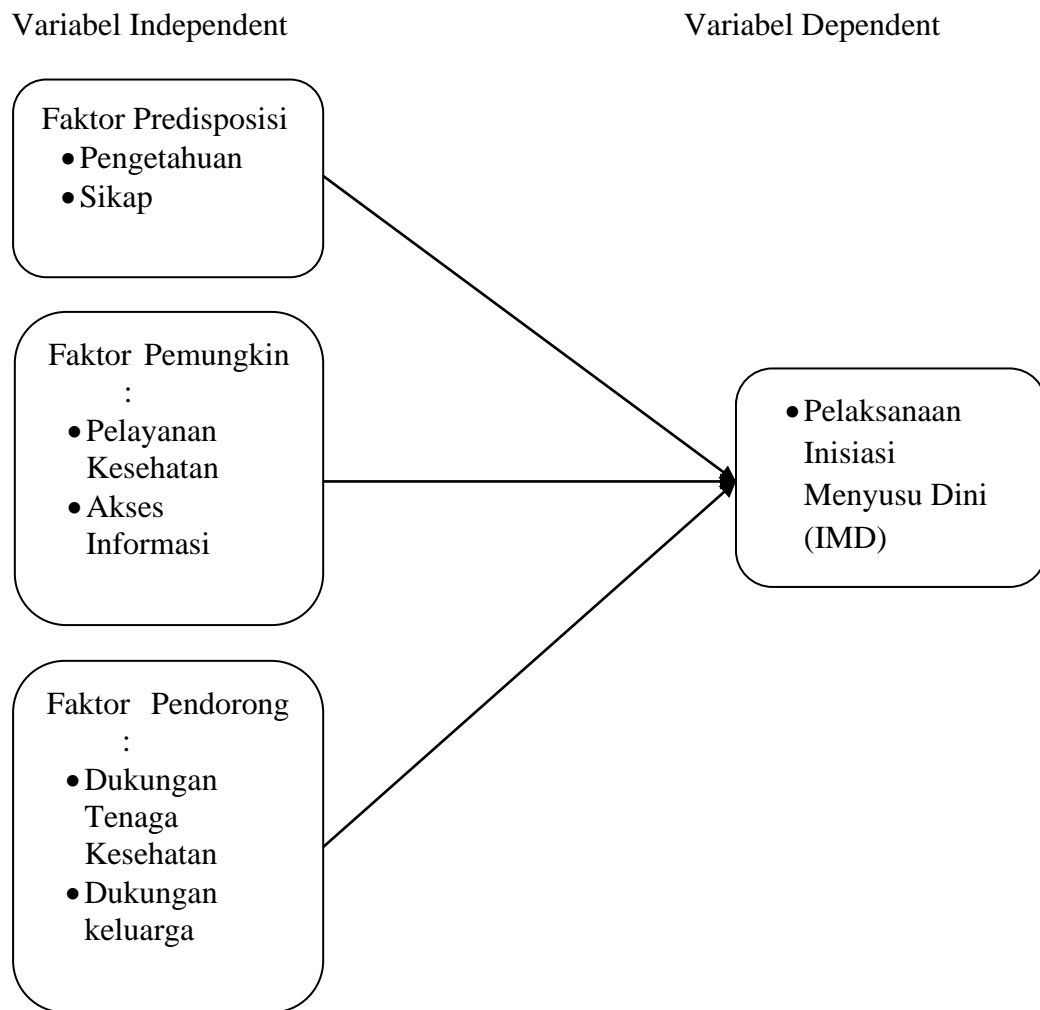 Variabel Independent
Variabel Dependent
Faktor Predisposisi
• Pengetahuan
• Sikap
Faktor Pemungkin
:
• Pelayanan
Kesehatan
• Akses
Informasi
Faktor Pendorong
:
• Dukungan
Tenaga
Kesehatan
• Dukungan
keluarga
• Pelaksanaan
Inisiasi
Menyusu Dini
(IMD)